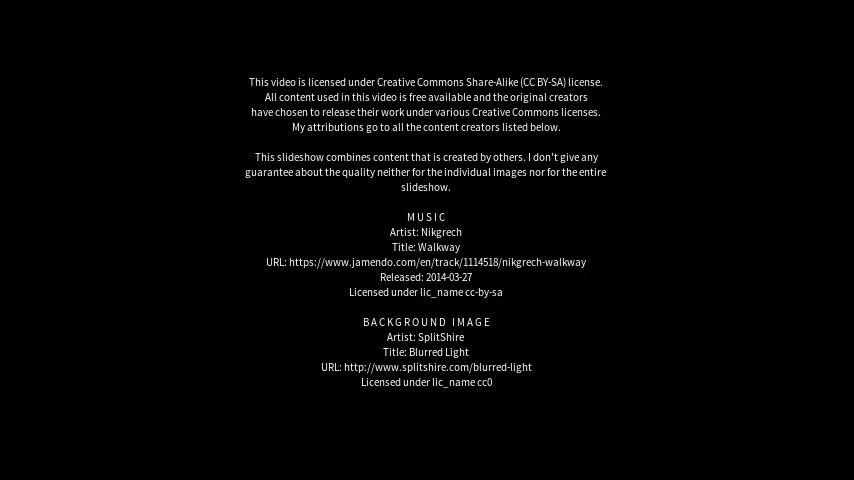 This video is licensed under Creative Commons Share-Alike (CC BY-SA) license.
All content used in this video is free available and the original creators
have chosen to release their work under various Creative Commons licenses.
My attributions go to all the content creators listed below.
This slideshow combines content that is created by others. I don't give any
guarantee about the quality neither for the individual images nor for the entire
slideshow.
MUSIC
Artist: Nikgrech
Title: Walkway
URL: https://www.jamendo.com/en/track/1114518/nikgrech-walkway
Released: 2014-03-27
Licensed under lic_name cc-by-sa
BACKGROUND IMAGE
Artist: SplitShire
Title: Blurred Light
URL: http://www.splitshire.com/blurred-light
Licensed under lic_name cc0